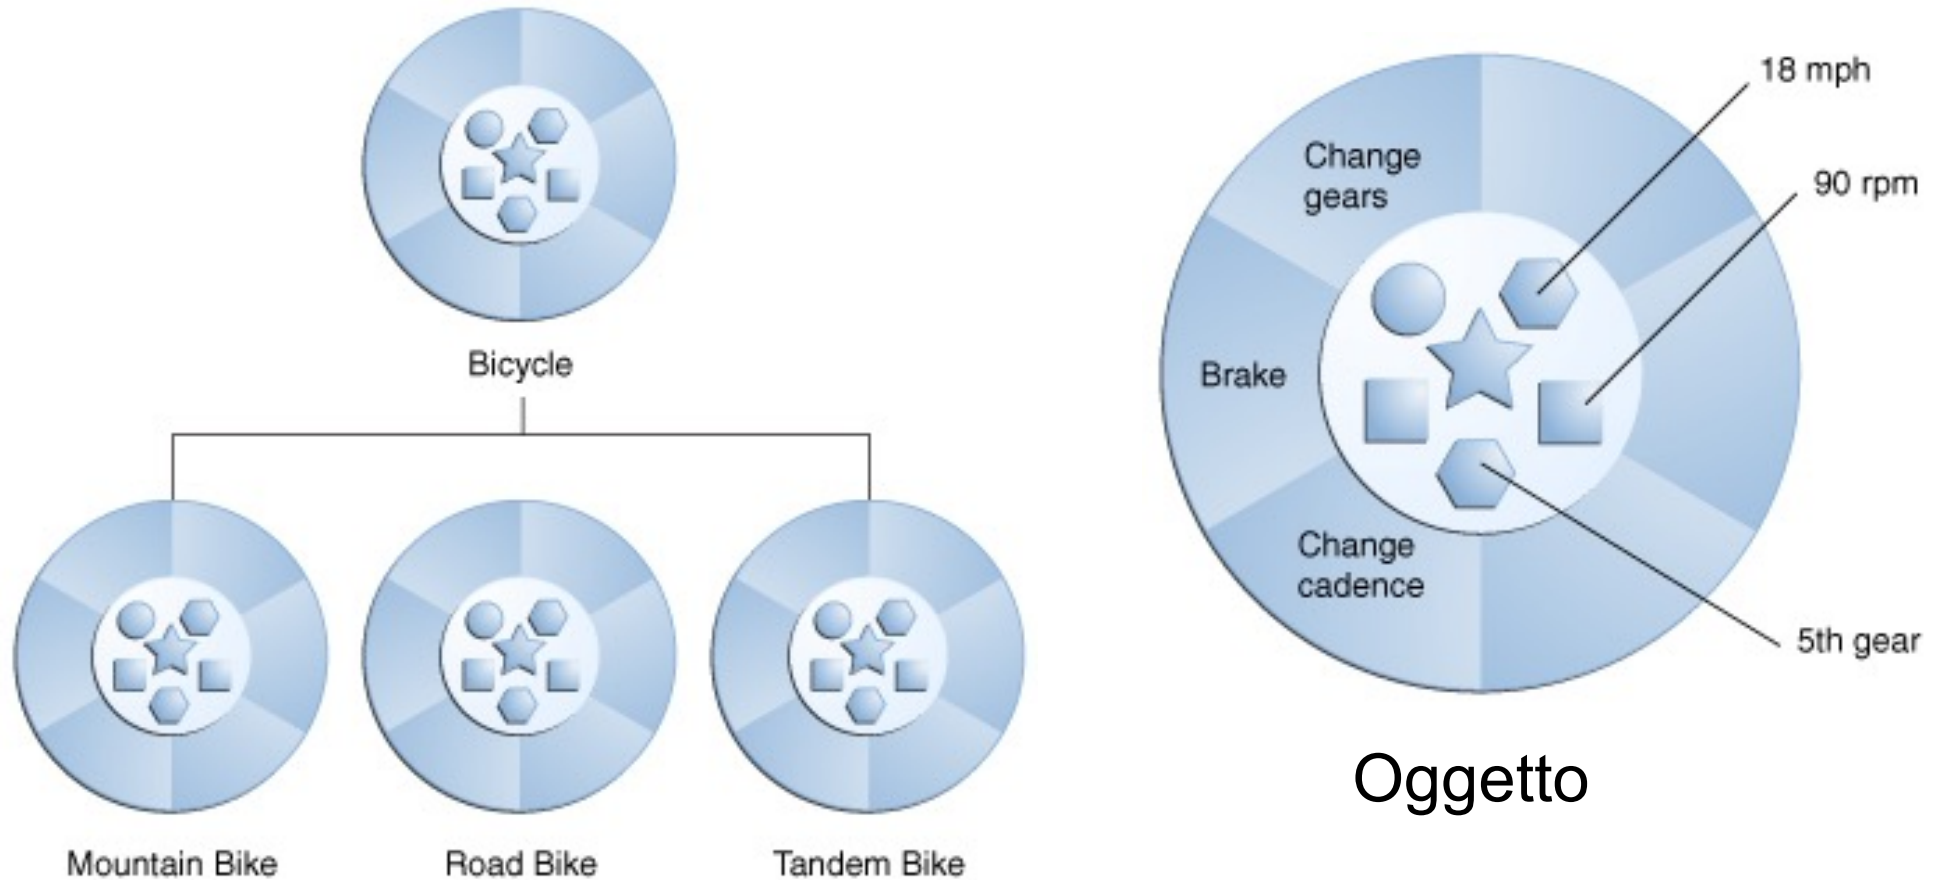 Bicycle
Mountain Bike
Road Bike
Tandem Bike
18 mph
90 rpm
Change
gears
Brake
Change
cadence
5th gear
Oggetto